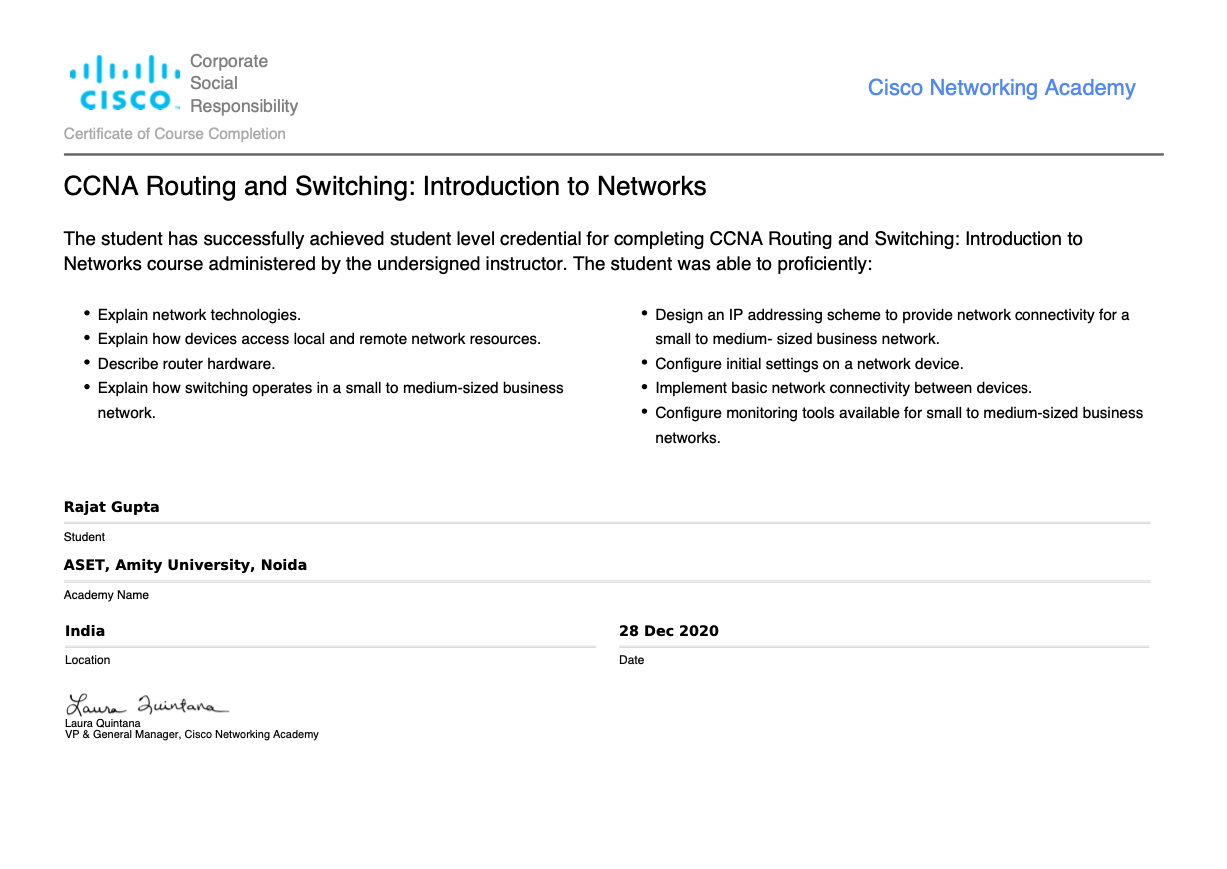 Corporate
Social
Responsibility
CISCO™
Certificate of Course Completion
Cisco Networking Academy
CCNA Routing and Switching: Introduction to Networks
The student has successfully achieved student level credential for completing CCNA Routing and Switching: Introduction to
Networks course administered by the undersigned instructor. The student was able to proficiently:
• Explain network technologies.
• Explain how devices access local and remote network resources.
• Describe router hardware.
• Explain how switching operates in a small to medium-sized business
network.
• Design an IP addressing scheme to provide network connectivity for a
small to medium- sized business network.
• Configure initial settings on a network device.
• Implement basic network connectivity between devices.
• Configure monitoring tools available for small to medium-sized business
networks.
Rajat Gupta
Student
ASET, Amity University, Noida
Academy Name
India
Location
28 Dec 2020
Date
Laura Quintana
Laura Quintana
VP & General Manager, Cisco Networking Academy